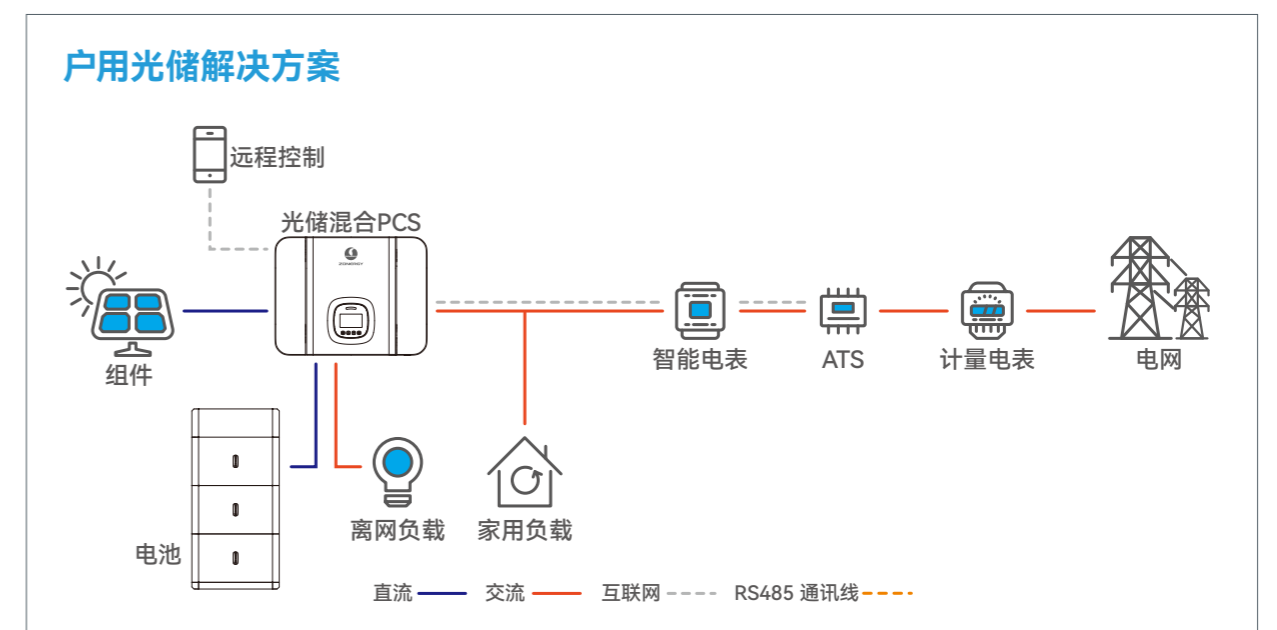 户用光储解决方案
远程控制
光储混合PCS
组件
智能电表
ATS
计量电表
电网
电池
离网负载
家用负载
直流
交流
互联网
RS485 通讯线